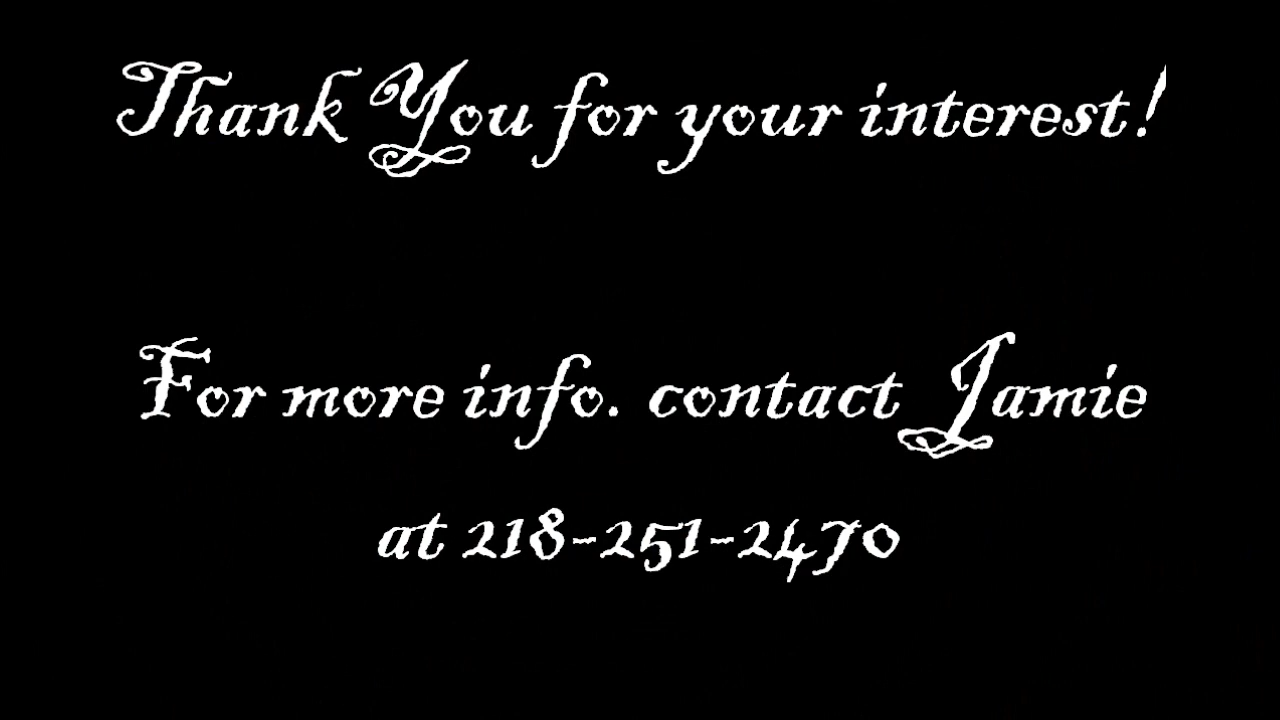 Thank You for your interest!
For more info. contact Jamie
at 218-251-2470